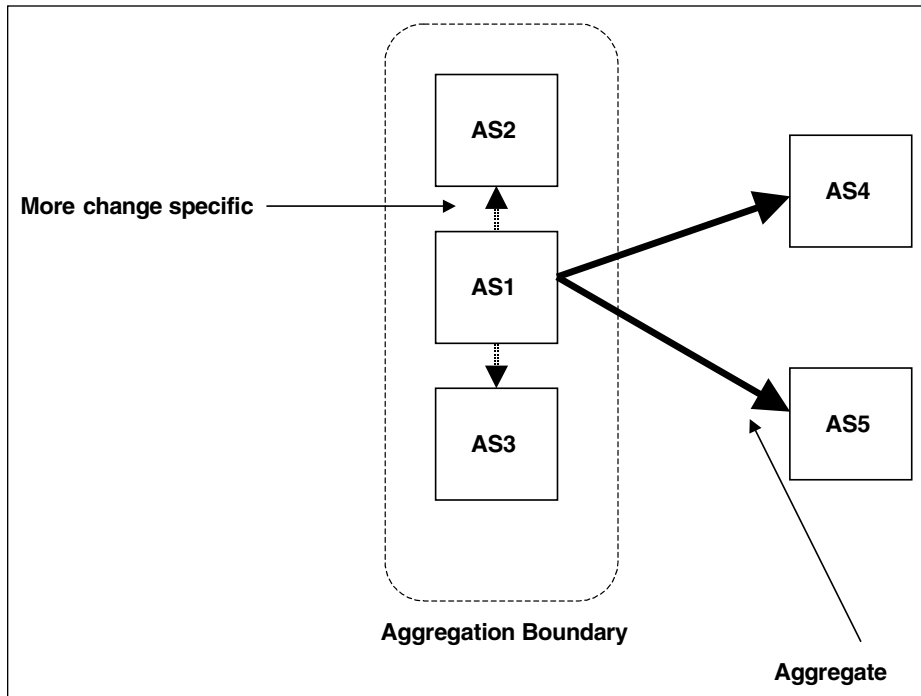 AS2
AS4
More change specific
AS1
AS5
AS3
Aggregation Boundary
Aggregate